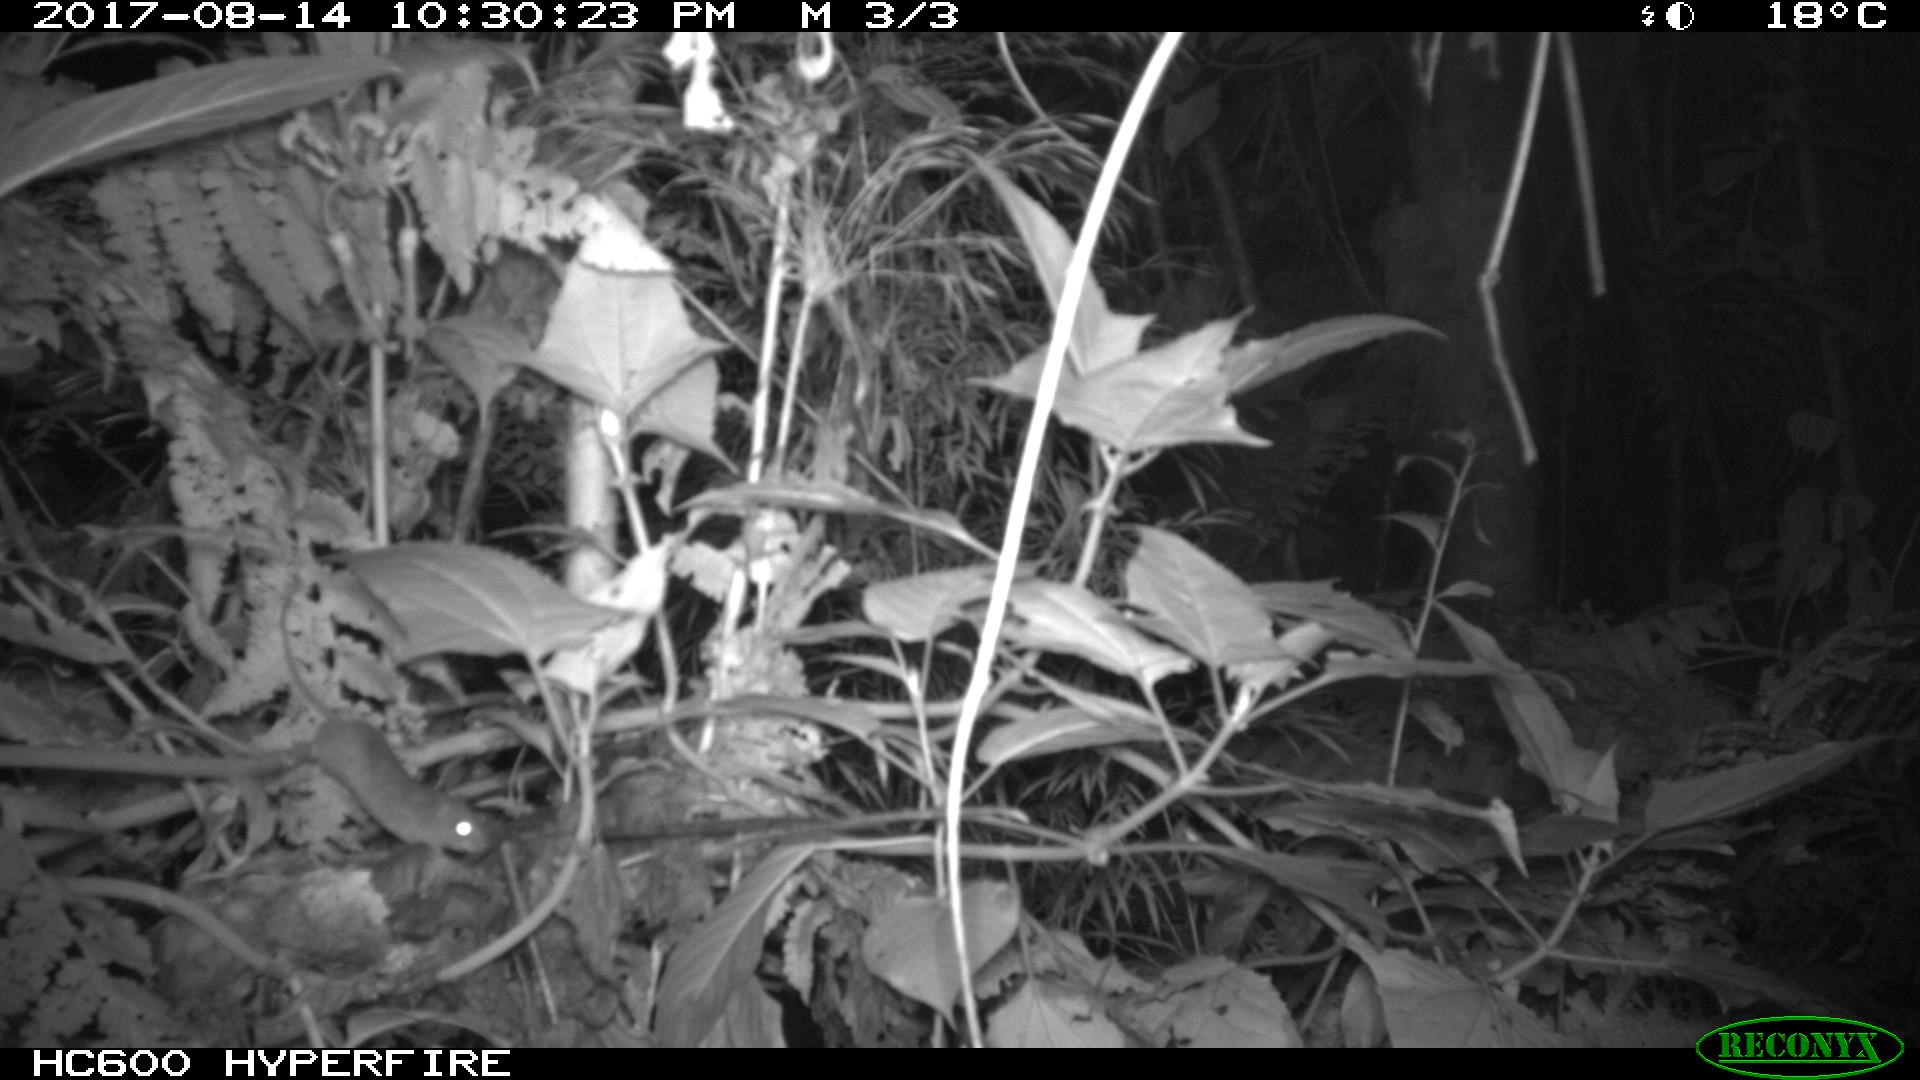 2017-08-14 10:30:23 PM M 3/3 18°C
HC600 HYPERFIRE
RECONYX